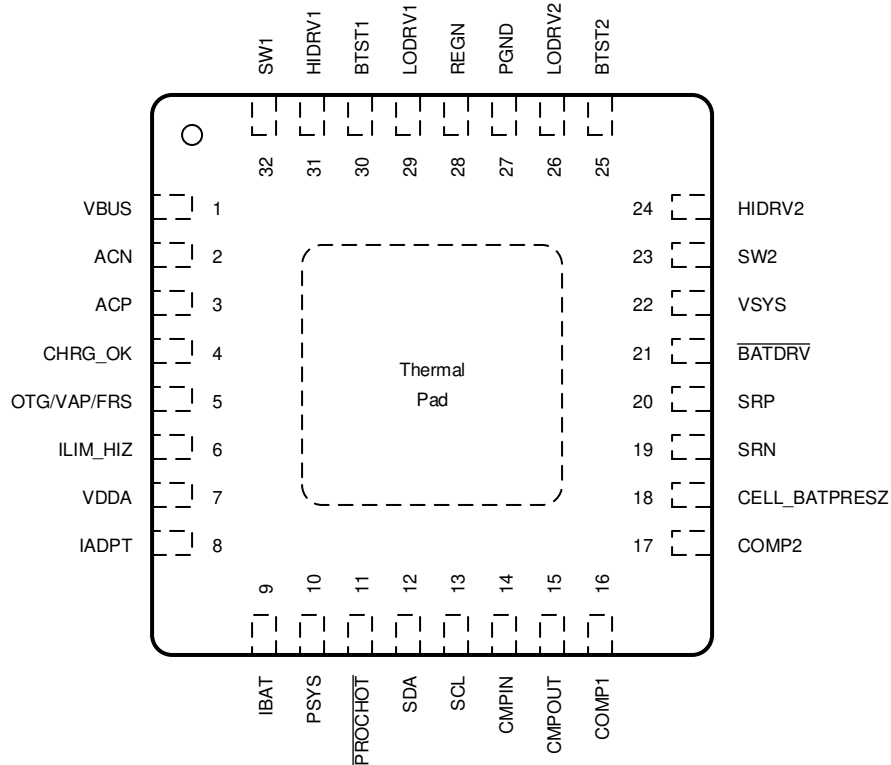 SW1
HIDRV1
BTST1
LODRV1
REGN
PGND
LODRV2
BTST2
32
31
30
29
28
27
26
25
VBUS 1
ACN 2
ACP 3
CHRG_OK 4
OTG/VAP/FRS 5
ILIM_HIZ 6
VDDA 7
IADPT 8
Thermal
Pad
24 HIDRV2
23 SW2
22 VSYS
21 BATDRV
20 SRP
19 SRN
18 CELL_BATPRESZ
17 COMP2
9
10
11
12
13
14
15
16
IBAT
PSYS
PROCHOT
SDA
SCL
CMPIN
CMPOUT
COMP1